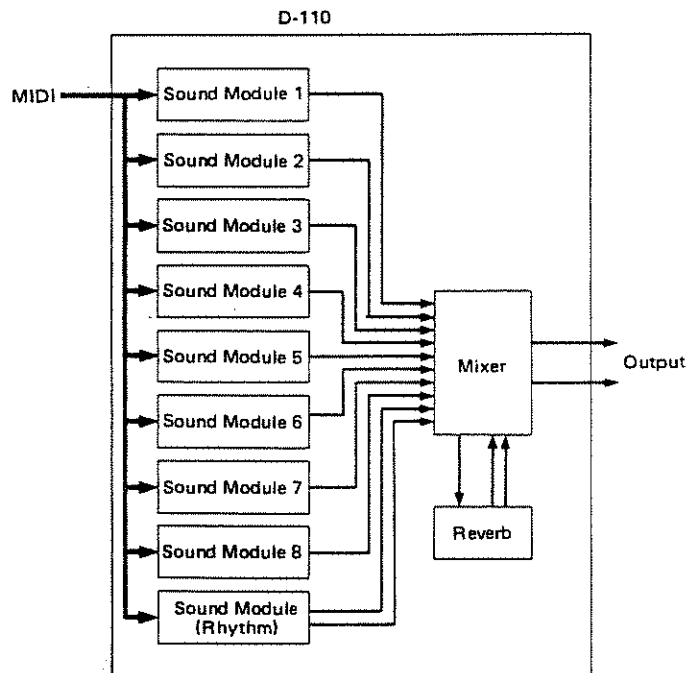 D-110
MIDI
Sound Module 1
Sound Module 2
Sound Module 3
Sound Module 4
Sound Module 5
Sound Module 6
Sound Module 7
Sound Module 8
Sound Module
(Rhythm)
Mixer
Output
Reverb